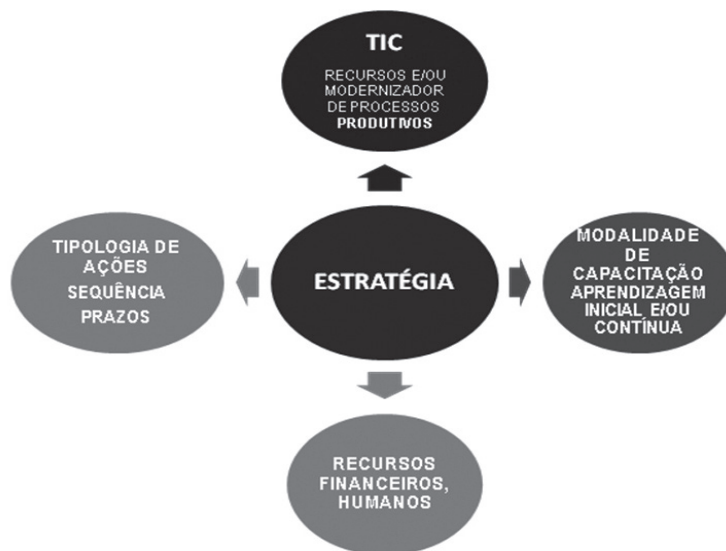 TIC
RECURSOS E/OU
MODERNIZADOR
DE PROCESSOS
PRODUTIVOS
TIPOLOGIA DE
AÇÕES
SEQUÊNCIA
PRAZOS
ESTRATÉGIA
MODALIDADE
DE
CAPACITAÇÃO
APRENDIZAGEM
INICIAL E/OU
CONTÍNUA
RECURSOS
FINANCEIROS,
HUMANOS